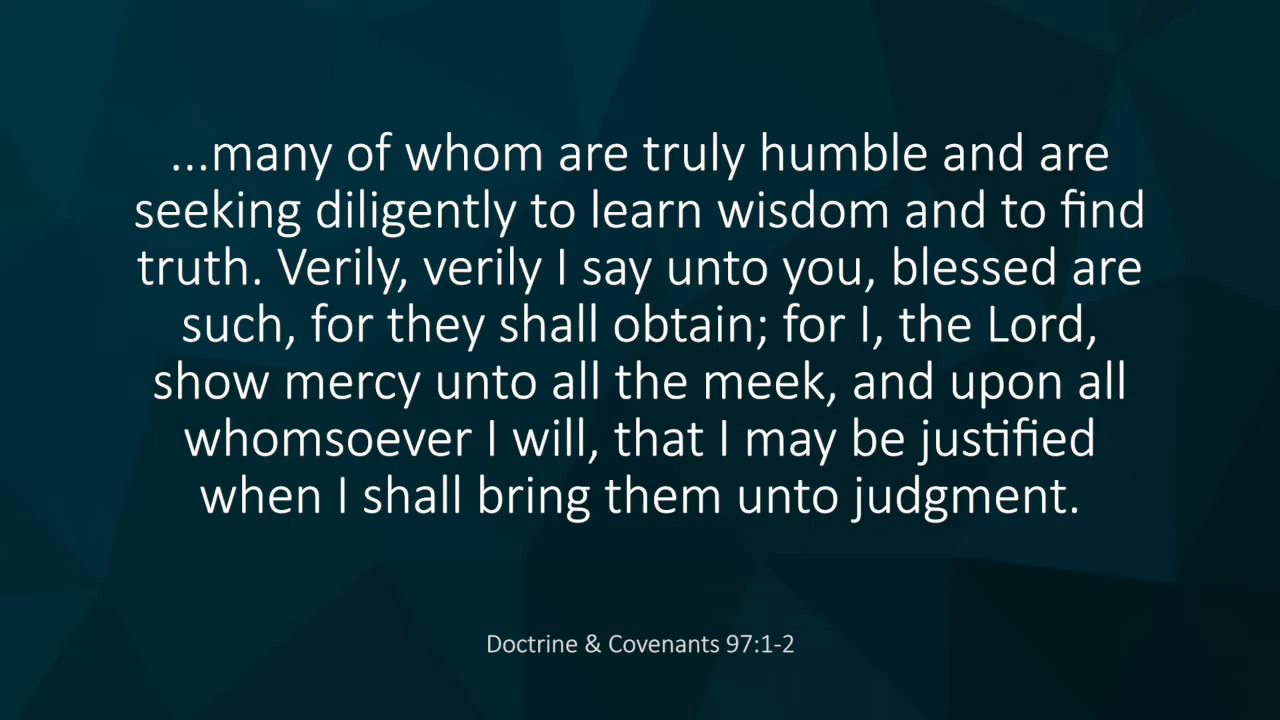 ...many of whom are truly humble and are
seeking diligently to learn wisdom and to find
truth. Verily, verily I say unto you, blessed are
such, for they shall obtain; for I, the Lord,
show mercy unto all the meek, and upon all
whomsoever I will, that I may be justified
when I shall bring them unto judgment.
Doctrine & Covenants 97:1-2